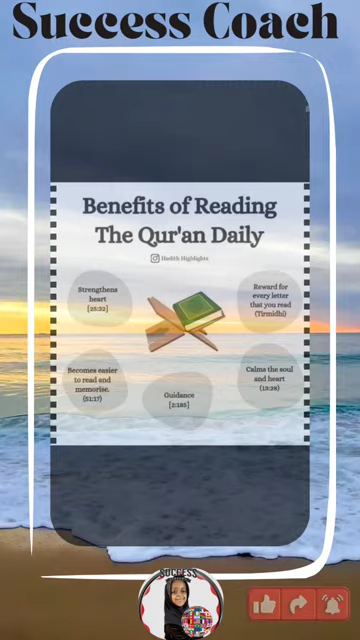 Success Coach
Benefits of Reading
The Qur'an Daily
Hadith Highlights
Strengthens
heart
[25:32]
Reward for
every letter
that you read
(Tirmidhi)
Becomes easier
to read and
memorise.
(51:17)
Calms the soul
and heart
(13:28)
Guidance
[2:185]
SUCCESS